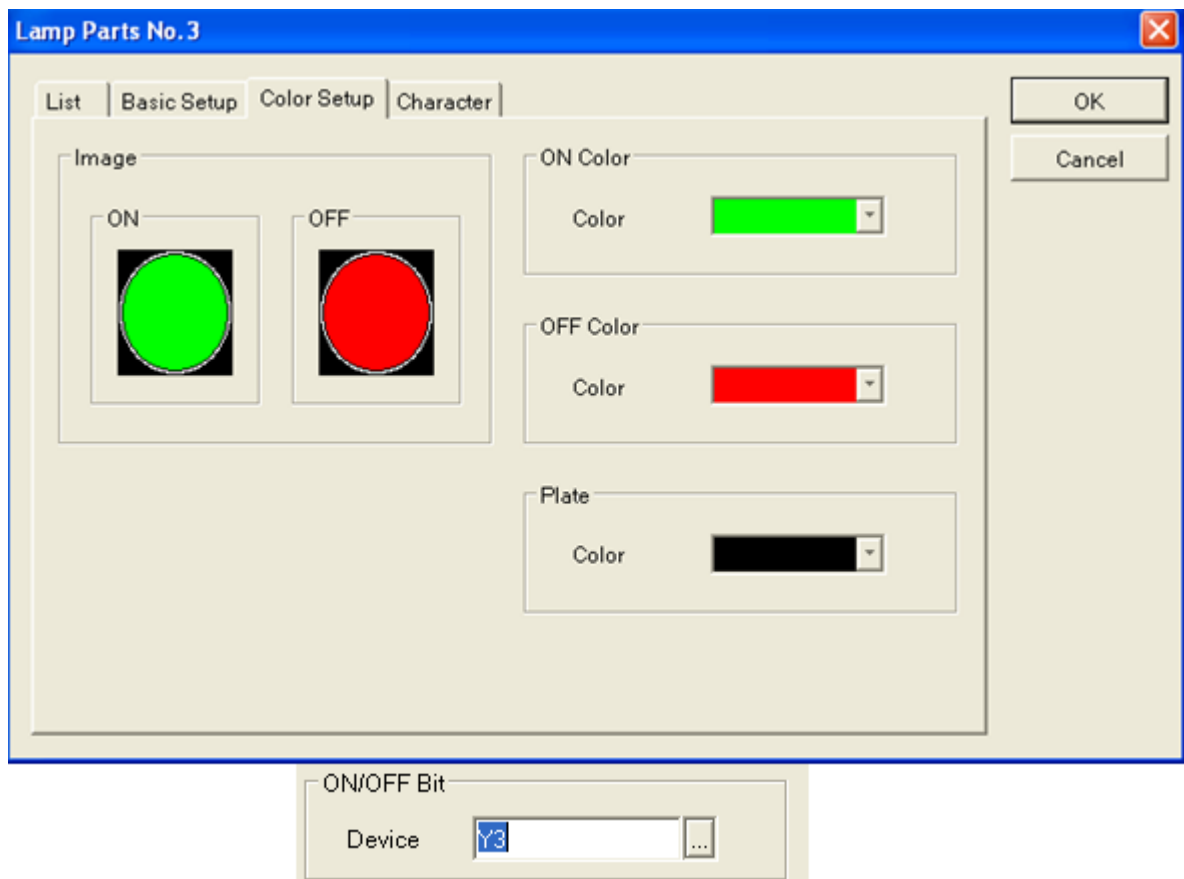 Lamp Parts No.3
List Basic Setup Color Setup Character
OK
Cancel
Image
ON OFF
ON Color
Color
OFF Color
Color
Plate
Color
ON/OFF Bit
Device Y3 ...